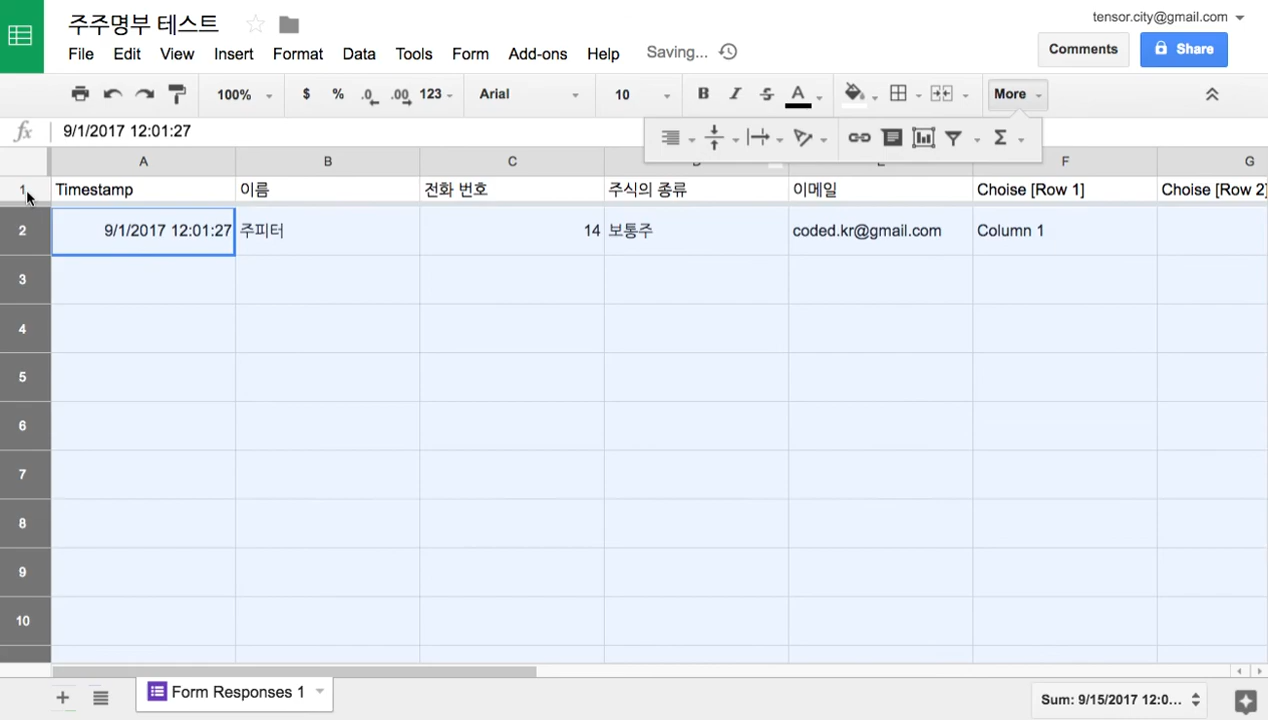 주주명부 테스트
tensor.city@gmail.com
File Edit View Insert Format Data Tools Form Add-ons Help Saving...
Comments Share
100% $ % .0 .00 123 Arial 10 B I S A More
fx 9/1/2017 12:01:27
A B C F G
1 Timestamp 이름 전화 번호 주식의 종류 이메일 Choise [Row 1] Choise [Row 2]
2 9/1/2017 12:01:27 주피터 14 보통주 coded.kr@gmail.com Column 1
3
4
5
6
7
8
9
10
Form Responses 1
Sum: 9/15/2017 12:0...